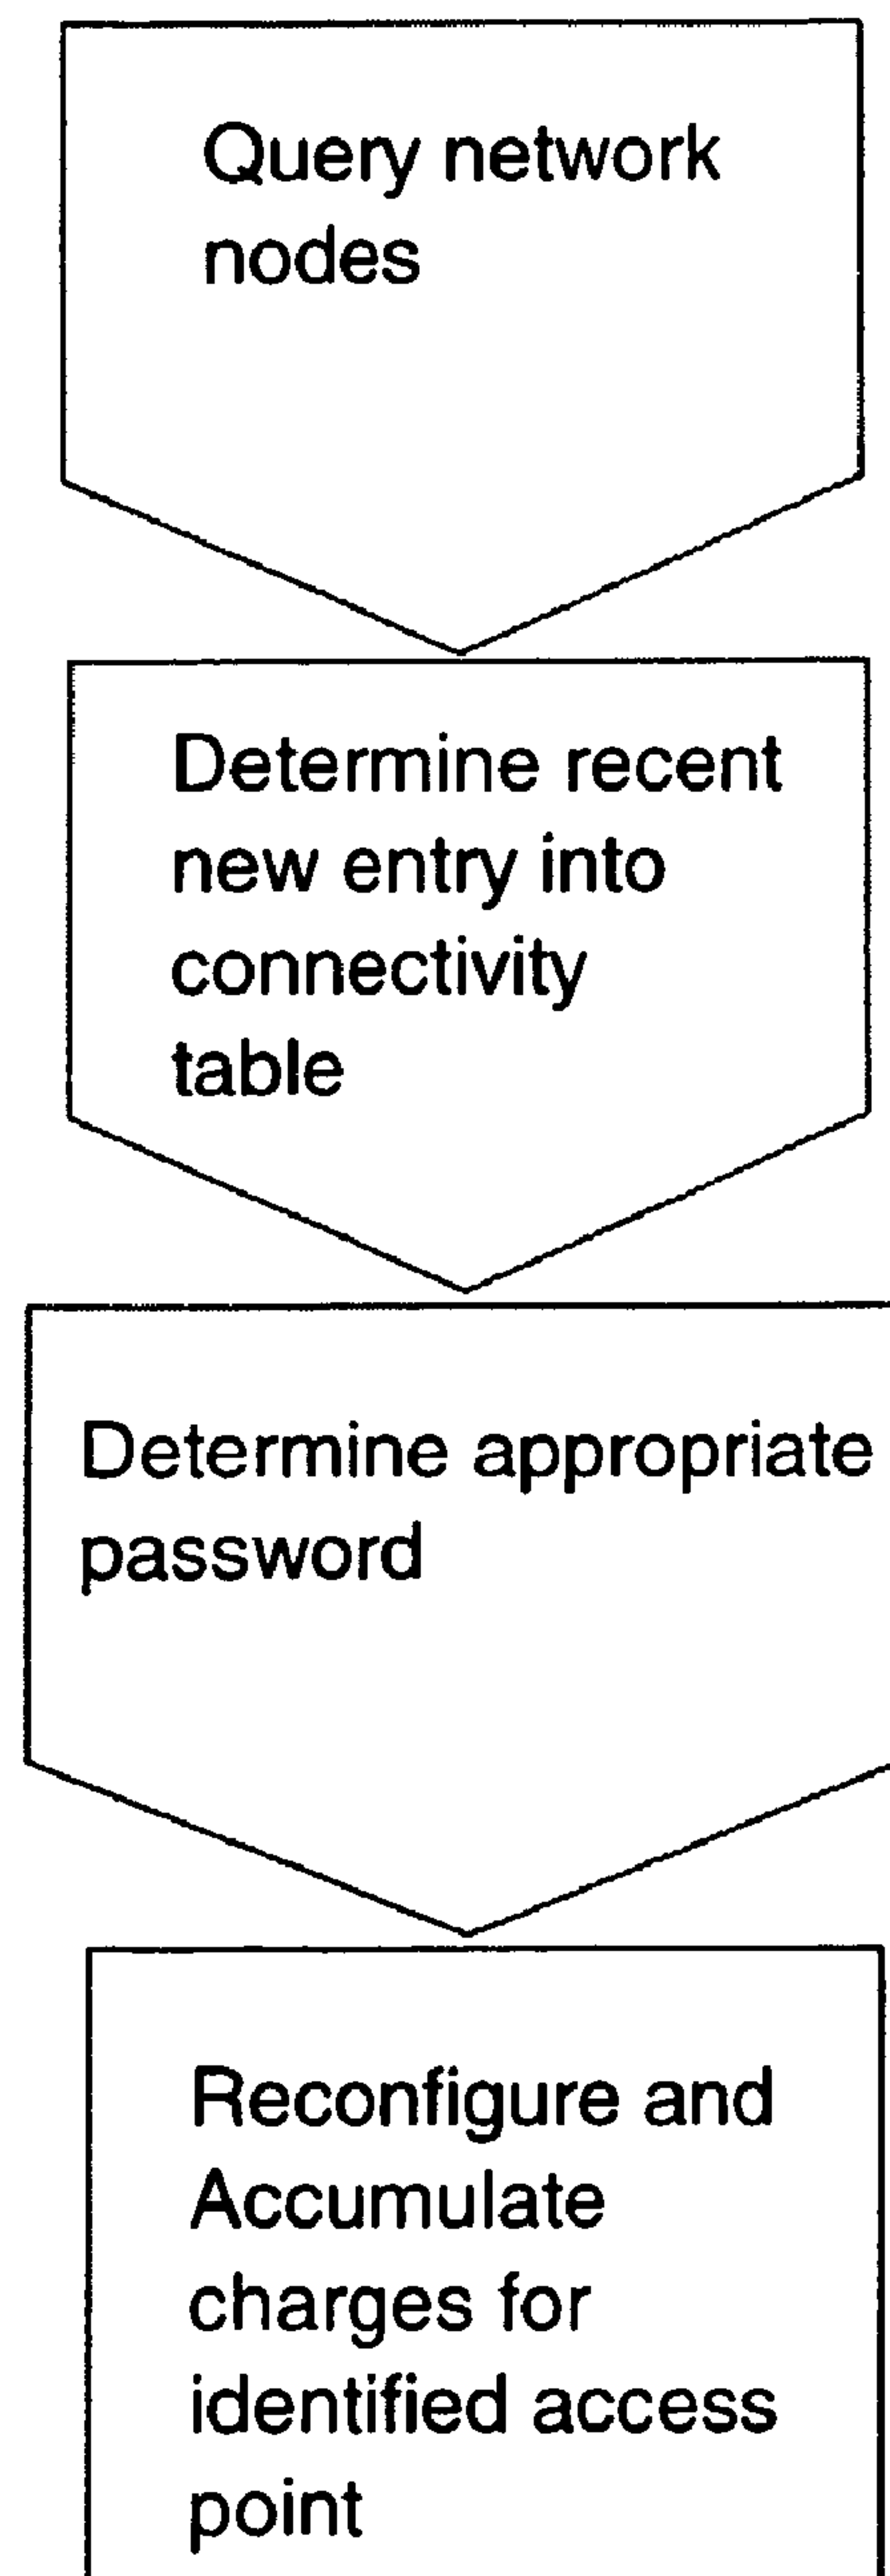 Query network
nodes
Determine recent
new entry into
connectivity
table
Determine appropriate
password
Reconfigure and
Accumulate
charges for
identified access
point